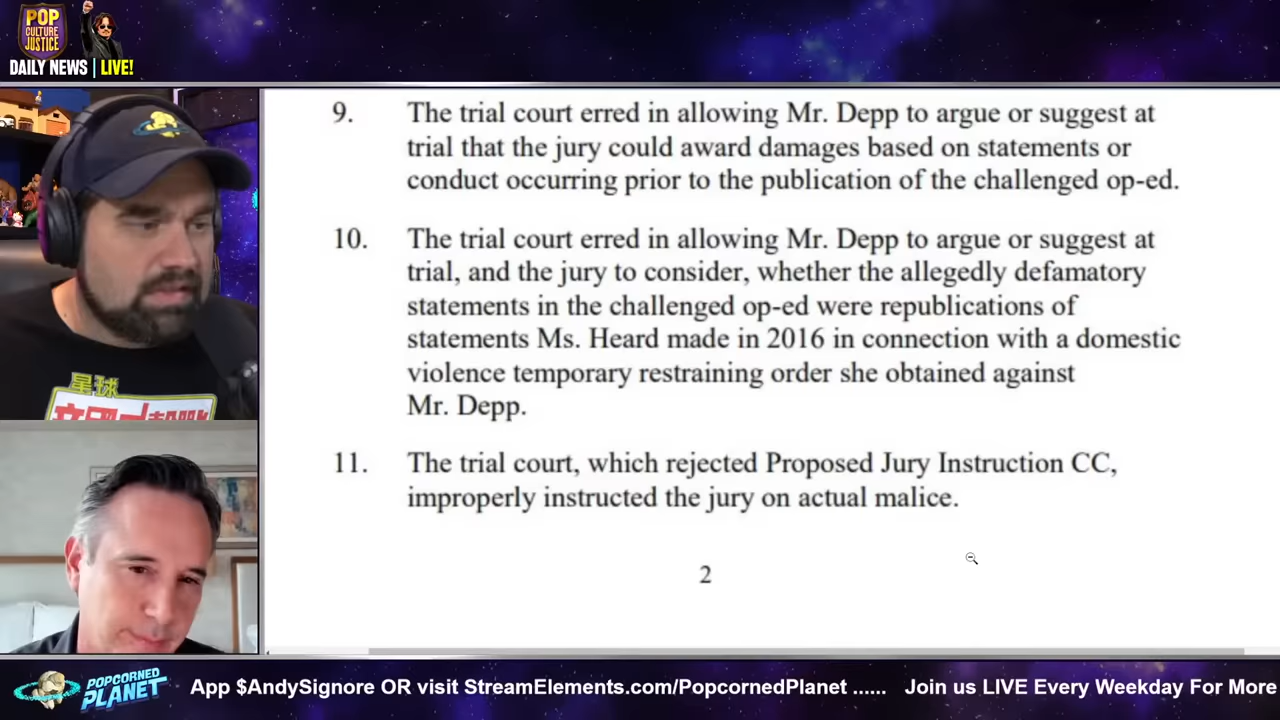 POP
CULTURE
JUSTICE
DAILY NEWS | LIVE!
9. The trial court erred in allowing Mr. Depp to argue or suggest at
trial that the jury could award damages based on statements or
conduct occurring prior to the publication of the challenged op-ed.
10. The trial court erred in allowing Mr. Depp to argue or suggest at
trial, and the jury to consider, whether the allegedly defamatory
statements in the challenged op-ed were republications of
statements Ms. Heard made in 2016 in connection with a domestic
violence temporary restraining order she obtained against
Mr. Depp.
11. The trial court, which rejected Proposed Jury Instruction CC,
improperly instructed the jury on actual malice.
2
星球
POPCORNED
PLANET
App $AndySignore OR visit StreamElements.com/PopcornedPlanet ...... Join us LIVE Every Weekday For More